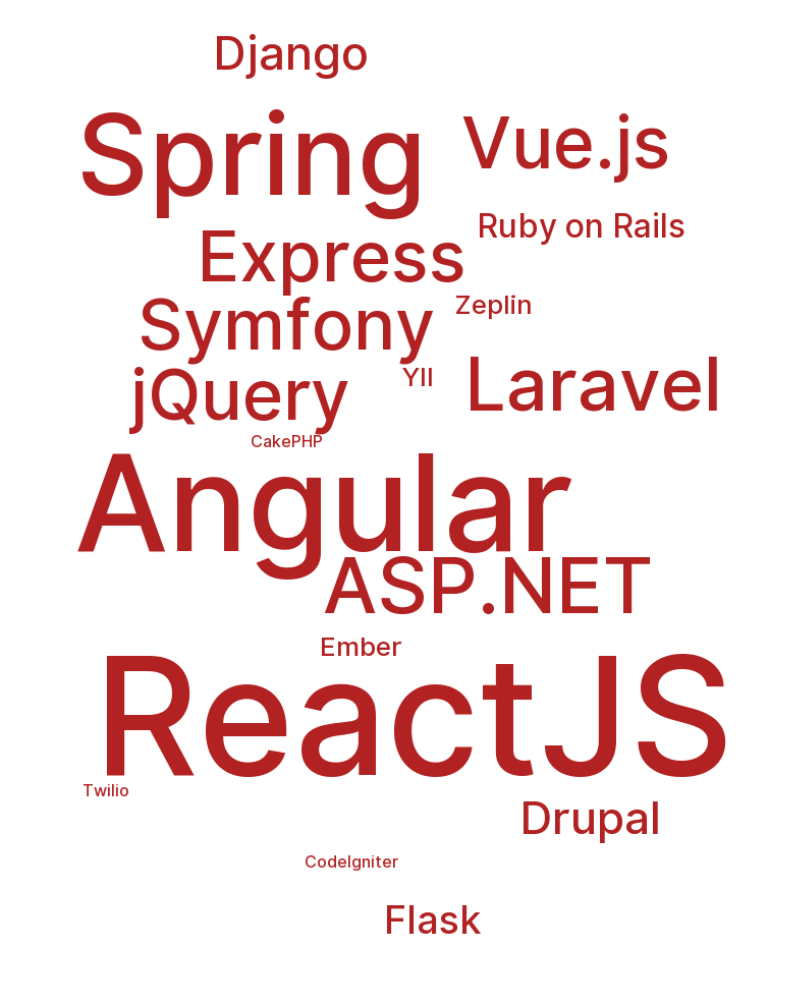 Django
Spring
Vue.js
Ruby on Rails
Express
Zeplin
Symfony
YII
Laravel
jQuery
CakePHP
Angular
ASP.NET
Ember
ReactJS
Twilio
Drupal
CodeIgniter
Flask